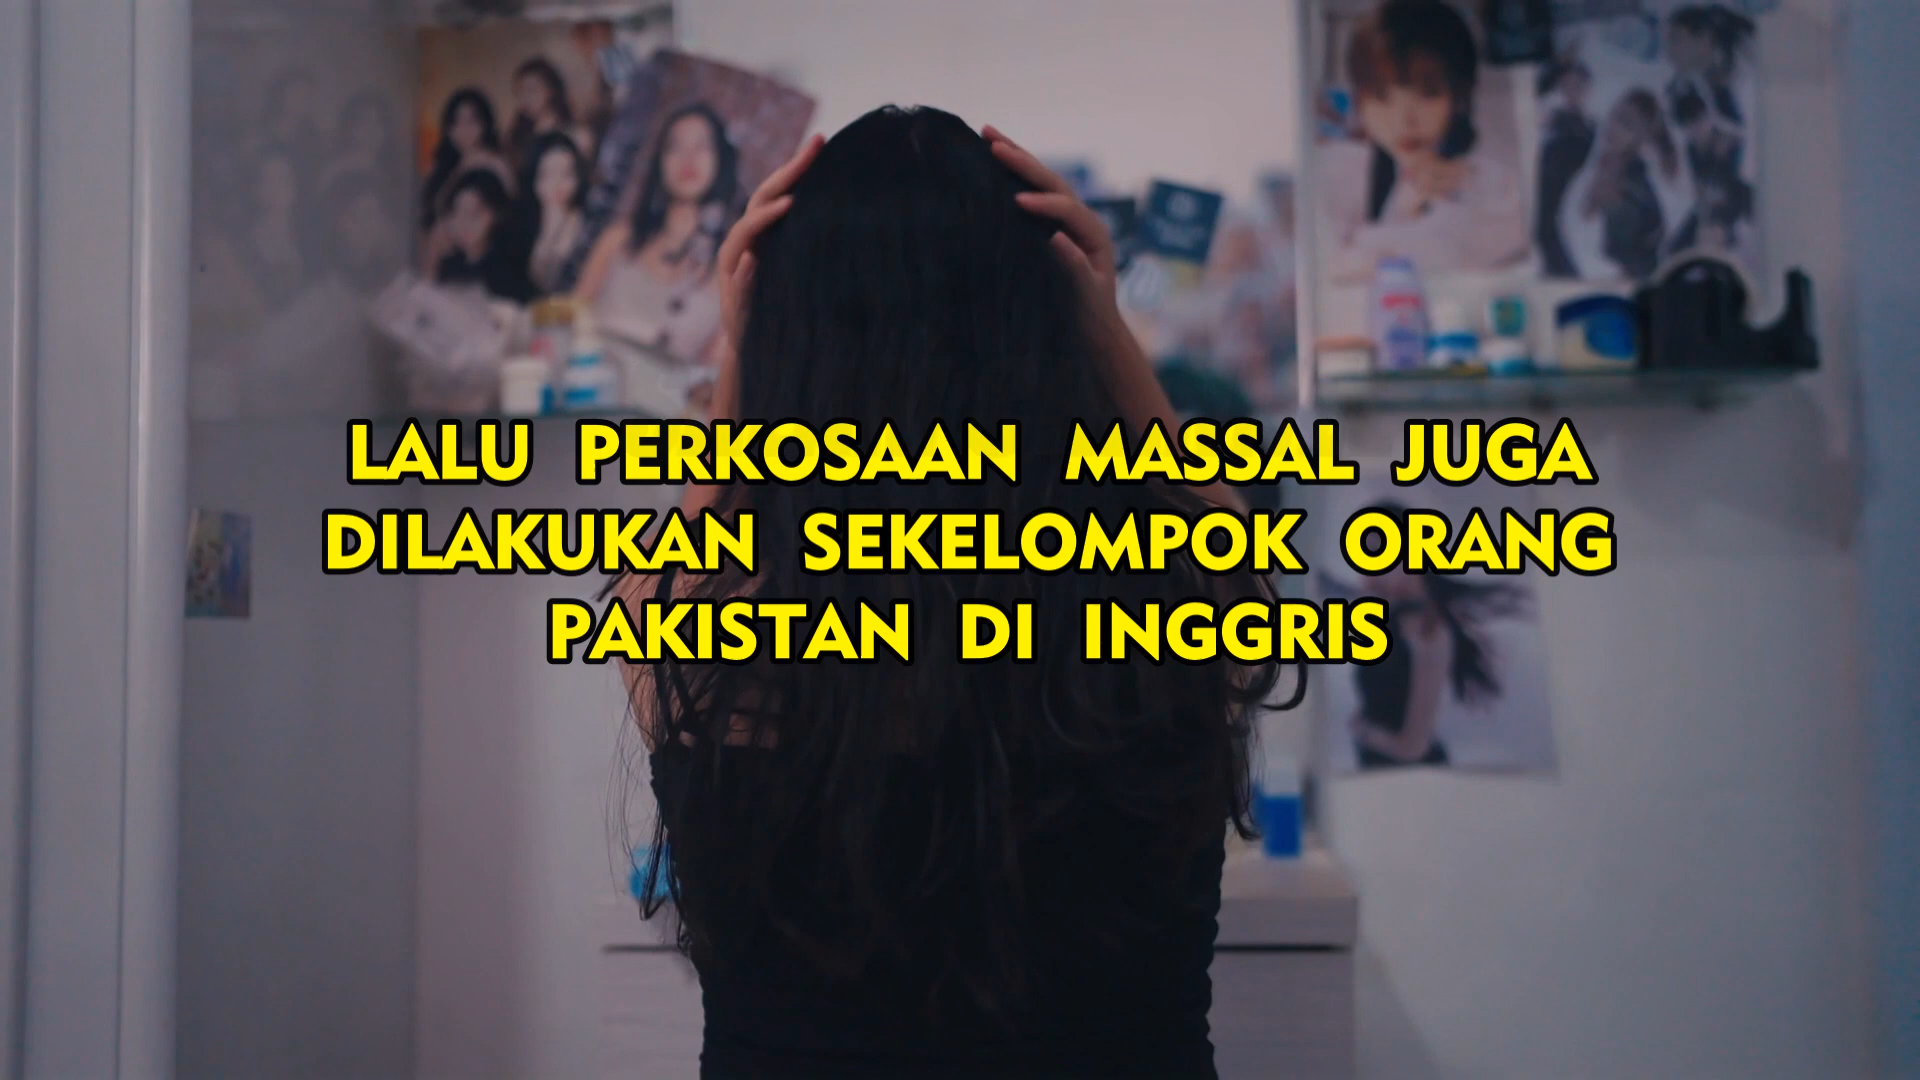 LALU PERKOSAAN MASSAL JUGA
DILAKUKAN SEKELOMPOK ORANG
PAKISTAN DI INGGRIS